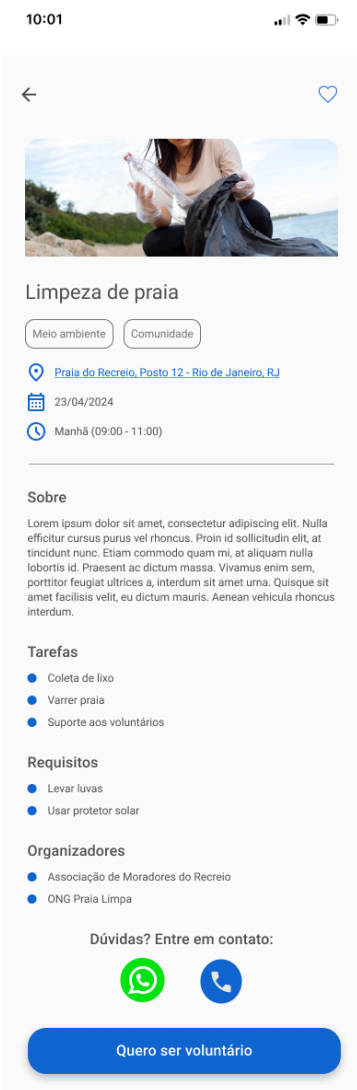 10:01
Limpeza de praia
Meio ambiente Comunidade
Praia do Recreio, Posto 12 - Rio de Janeiro, RJ
23/04/2024
Manhã (09:00 - 11:00)
Sobre
Lorem ipsum dolor sit amet, consectetur adipiscing elit. Nulla
efficitur cursus purus vel rhoncus. Proin id sollicitudin elit, at
tincidunt nunc. Etiam commodo quam mi, at aliquam nulla
lobortis id. Praesent ac dictum massa. Vivamus enim sem,
porttitor feugiat ultrices a, interdum sit amet urna. Quisque sit
amet facilisis velit, eu dictum mauris. Aenean vehicula rhoncus
interdum.
Tarefas
Coleta de lixo
Varrer praia
Suporte aos voluntários
Requisitos
Levar luvas
Usar protetor solar
Organizadores
Associação de Moradores do Recreio
ONG Praia Limpa
Dúvidas? Entre em contato:
Quero ser voluntário